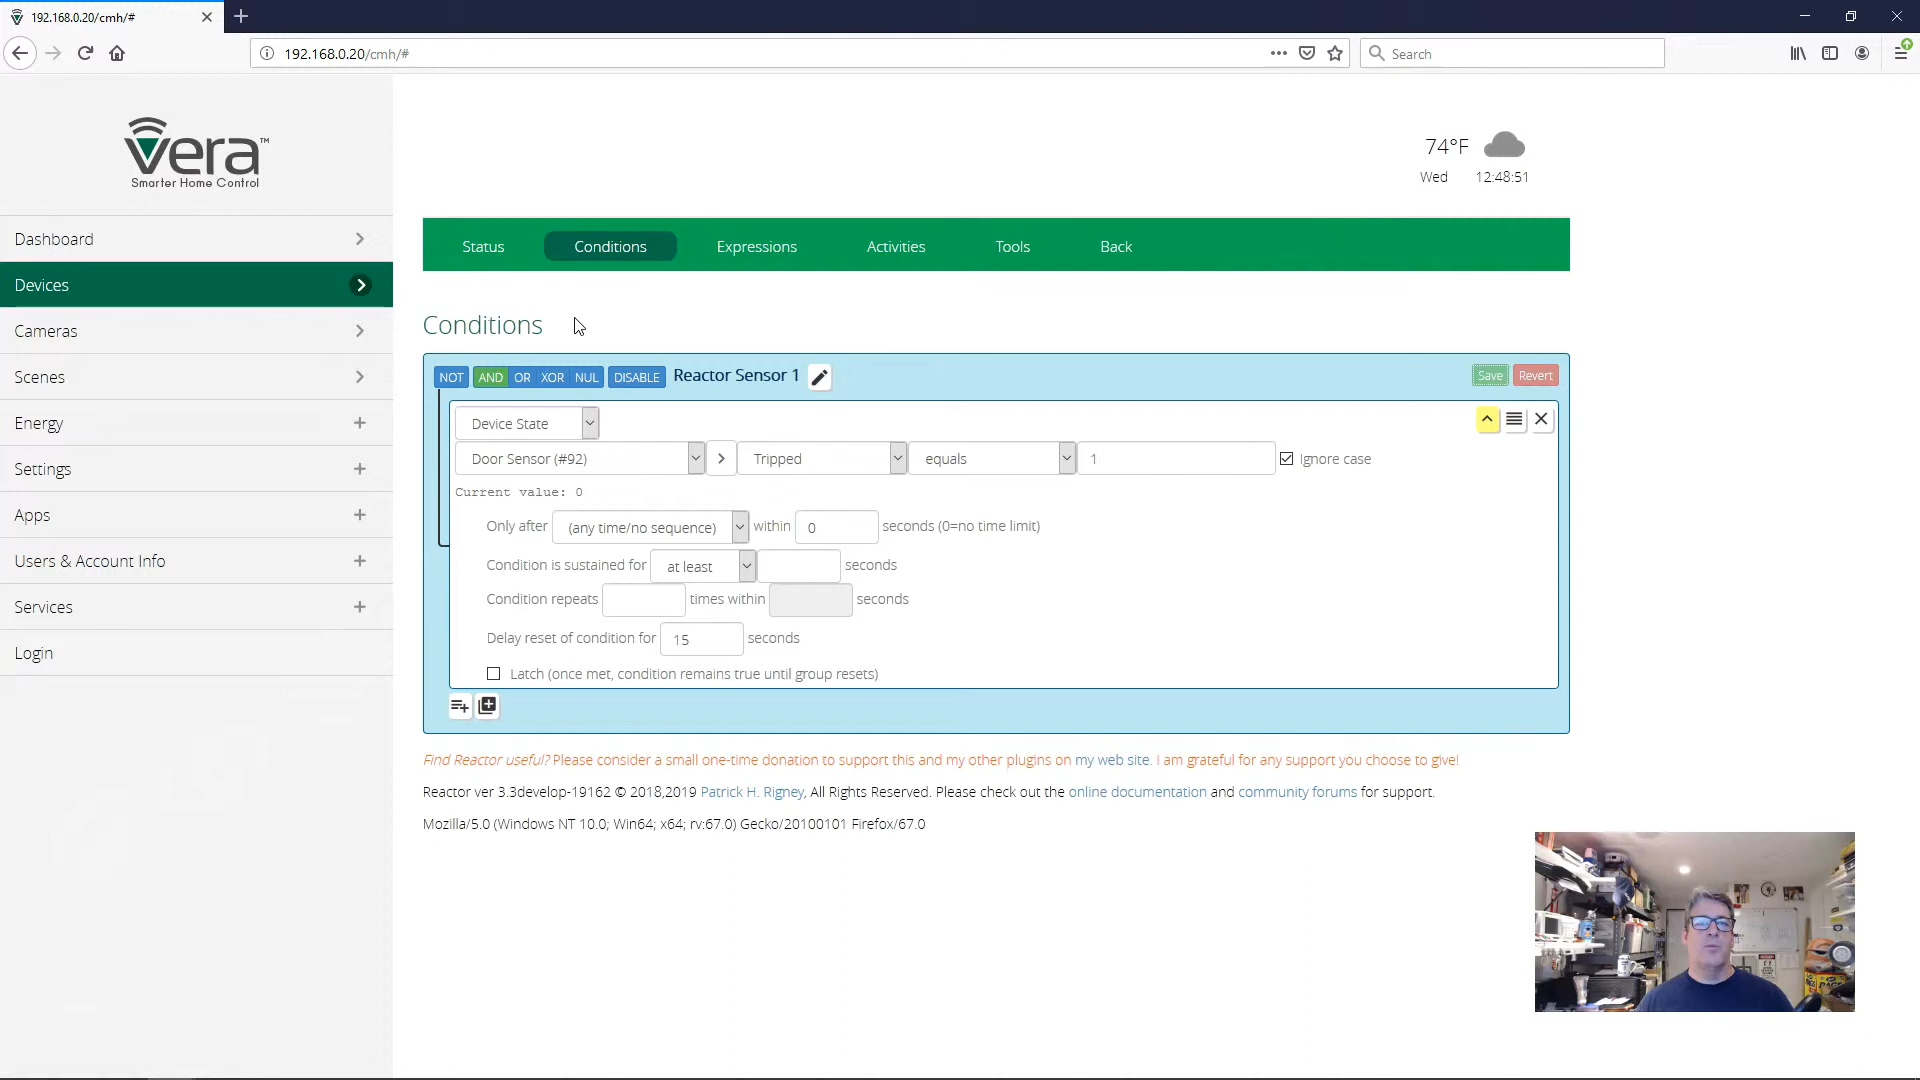 192.168.0.20/cmh/#
192.168.0.20/cmh/#
Search
vera™
Smarter Home Control
74°F
Wed 12:48:51
Dashboard
Devices
Cameras
Scenes
Energy
Settings
Apps
Users & Account Info
Services
Login
Status Conditions Expressions Activities Tools Back
Conditions
NOT AND OR XOR NUL DISABLE Reactor Sensor 1 Save Revert
Device State
Door Sensor (#92) Tripped equals 1 Ignore case
Current value: 0
Only after (any time/no sequence) within 0 seconds (0=no time limit)
Condition is sustained for at least seconds
Condition repeats times within seconds
Delay reset of condition for 15 seconds
Latch (once met, condition remains true until group resets)
Find Reactor useful? Please consider a small one-time donation to support this and my other plugins on my web site. I am grateful for any support you choose to give!
Reactor ver 3.3develop-19162 © 2018,2019 Patrick H. Rigney, All Rights Reserved. Please check out the online documentation and community forums for support.
Mozilla/5.0 (Windows NT 10.0; Win64; x64; rv:67.0) Gecko/20100101 Firefox/67.0